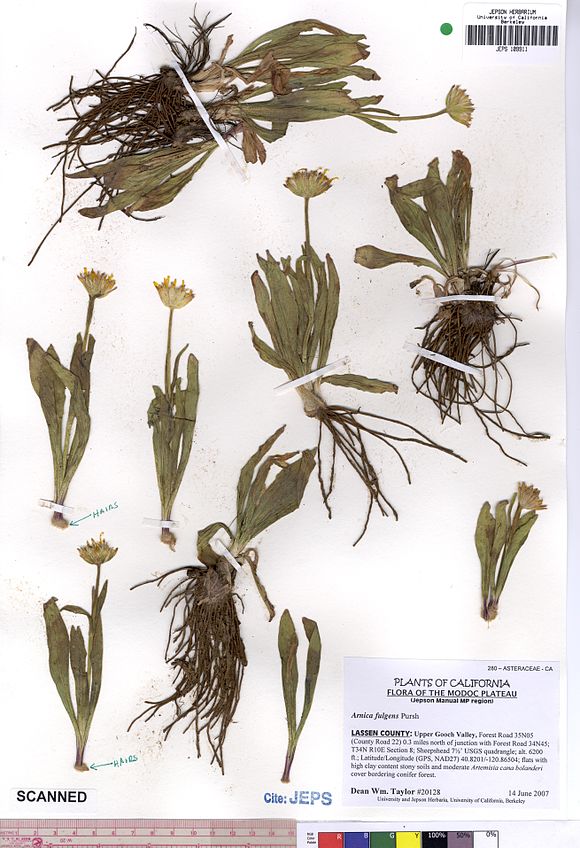 JEPSON HERBARIUM
University of California
Berkeley
JEPS 109911
HAIRS
HAIRS
280 – ASTERACEAE - CA
PLANTS OF CALIFORNIA
FLORA OF THE MODOC PLATEAU
(Jepson Manual MP region)
Arnica fulgens Pursh
LASSEN COUNTY: Upper Gooch Valley, Forest Road 35N05
(County Road 22) 0.3 miles north of junction with Forest Road 34N45;
T34N R10E Section 8; Sheepshead 7½' USGS quadrangle; alt. 6200
ft.; Latitude/Longitude (GPS, NAD27) 40.8201/-120.86504; flats with
high clay content stony soils and moderate Artemisia cana bolanderi
cover bordering conifer forest.
Dean Wm. Taylor #20128 14 June 2007
University and Jepson Herbaria, University of California, Berkeley
SCANNED
Cite: JEPS
R G B C M Y K 100% 50% 0%